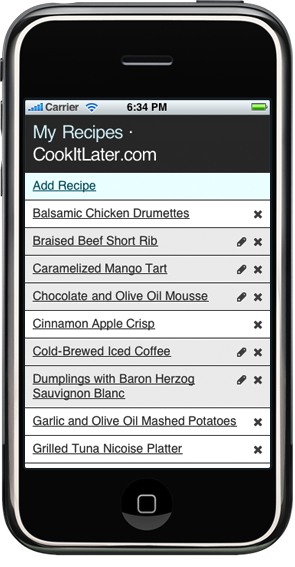 Carrier 6:34 PM
My Recipes ·
CookItLater.com
Add Recipe
Balsamic Chicken Drumettes
Braised Beef Short Rib
Caramelized Mango Tart
Chocolate and Olive Oil Mousse
Cinnamon Apple Crisp
Cold-Brewed Iced Coffee
Dumplings with Baron Herzog
Sauvignon Blanc
Garlic and Olive Oil Mashed Potatoes
Grilled Tuna Nicoise Platter